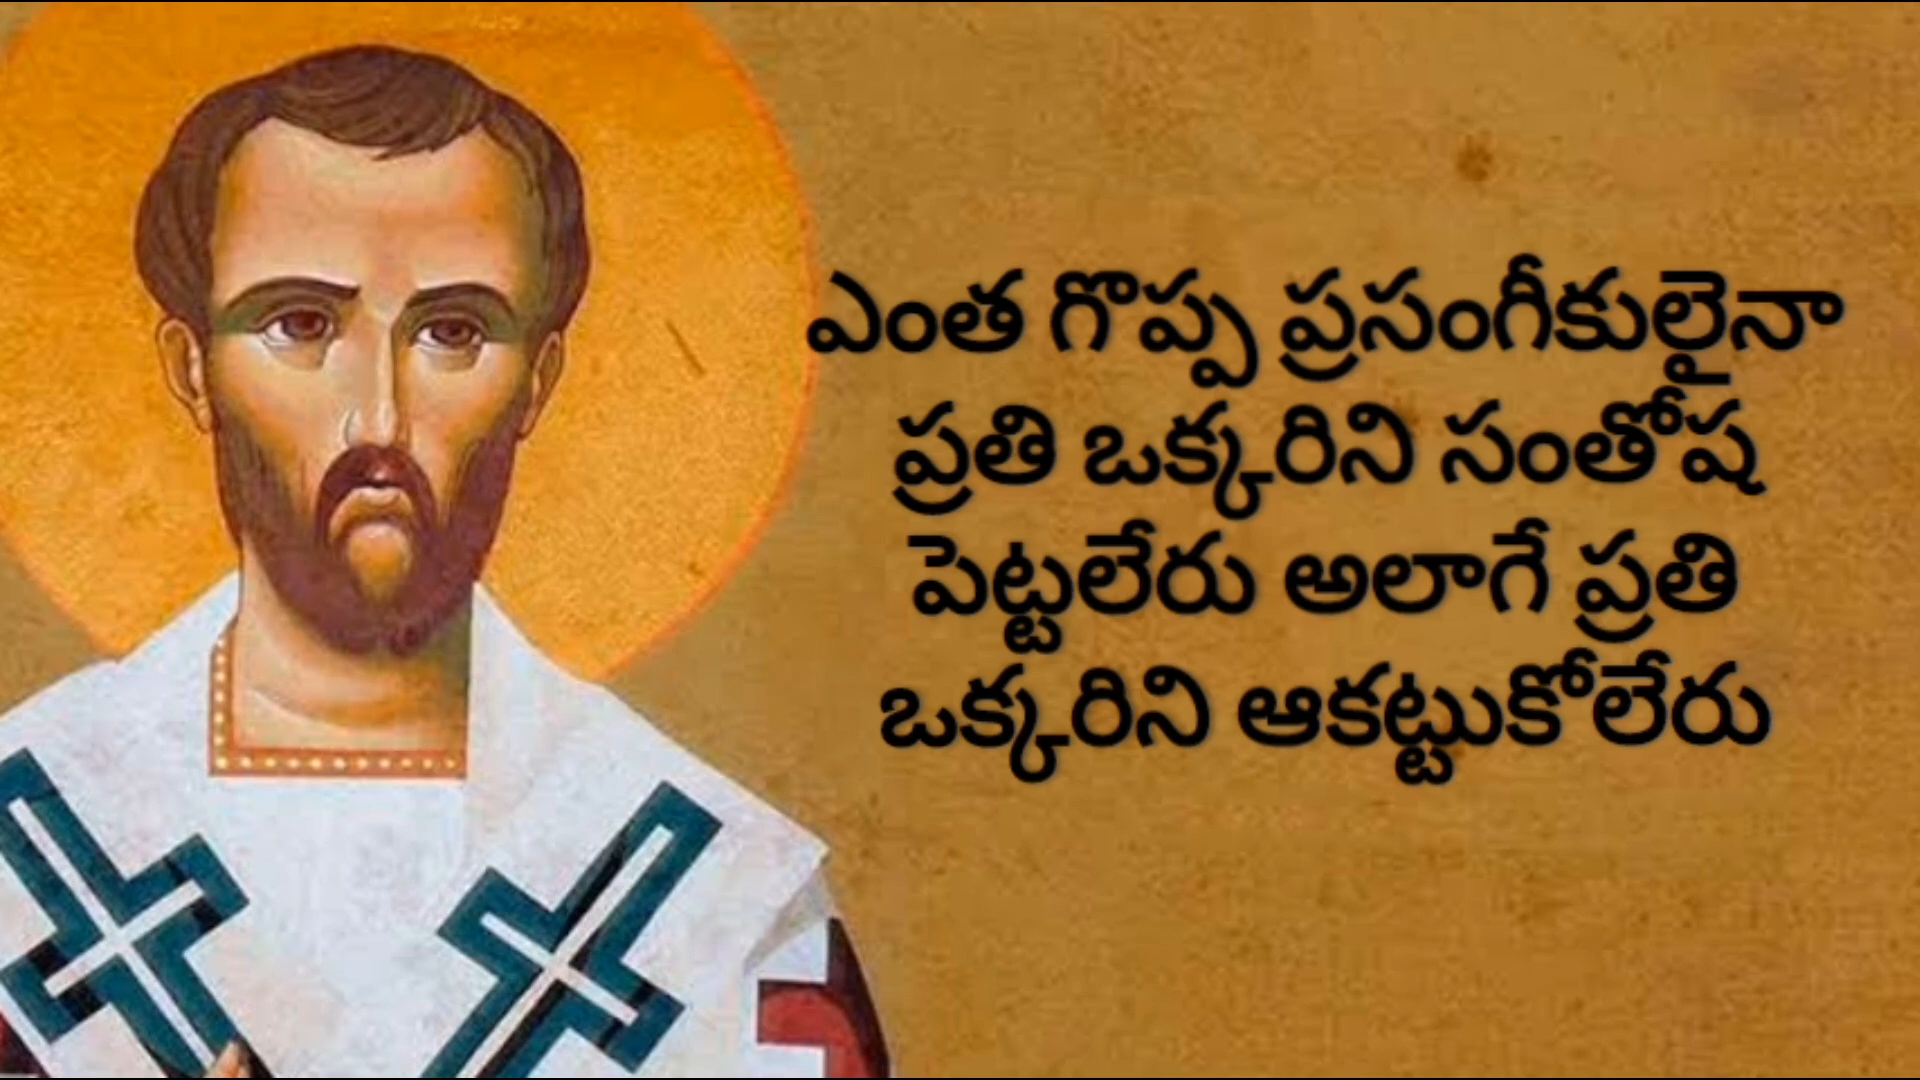 ఎంత గొప్ప ప్రసంగీకులైనా
ప్రతి ఒక్కరిని సంతోష
పెట్టలేరు అలాగే ప్రతి
ఒక్కరిని ఆకట్టుకోలేరు